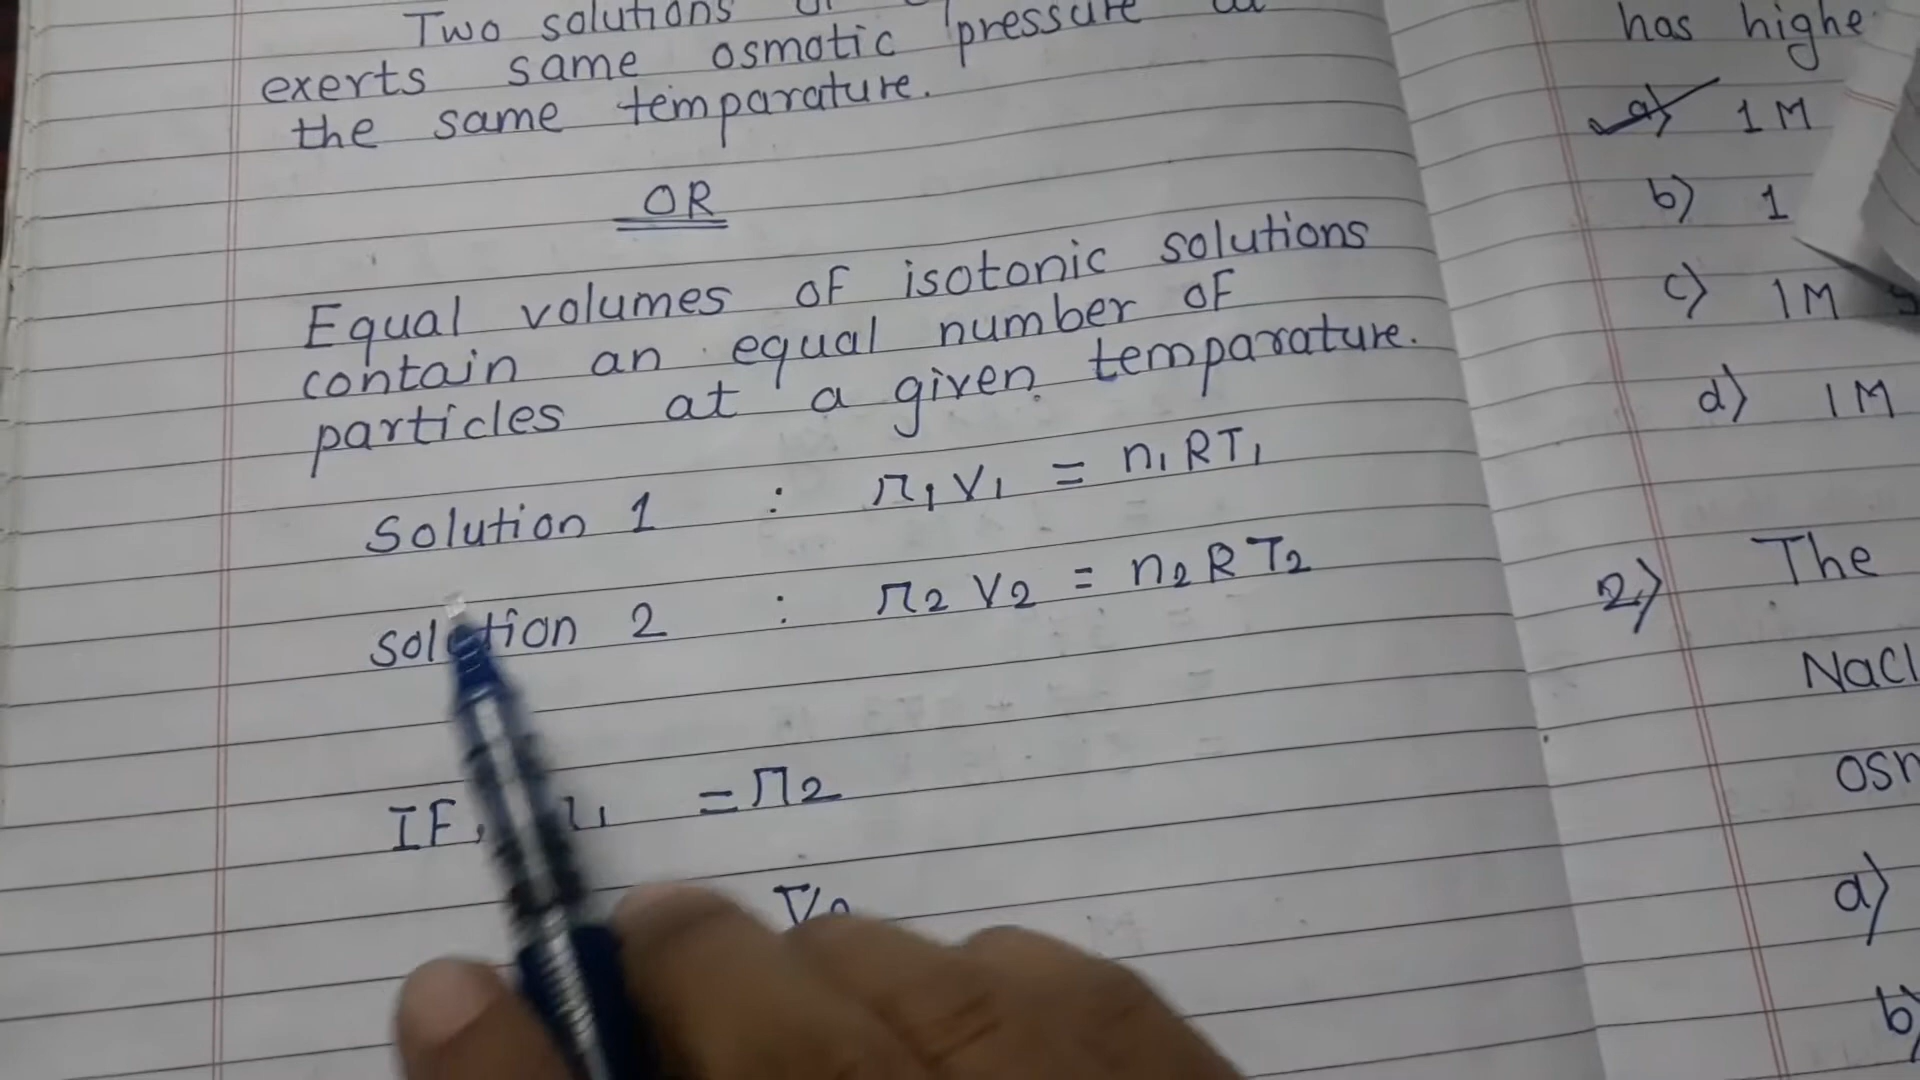 Two solutions
exerts same osmotic pressure
the same temparature.
OR
Equal volumes of isotonic solutions
contain an equal number of
particles at a given temparature.
Solution 1 : π₁V₁ = n₁RT₁
Solution 2 : π₂V₂ = n₂RT₂
IF, = π₂
V₂
has
a) 1M
b) 1
c) 1M
d) 1M
2) The
NaCl
a)
b)